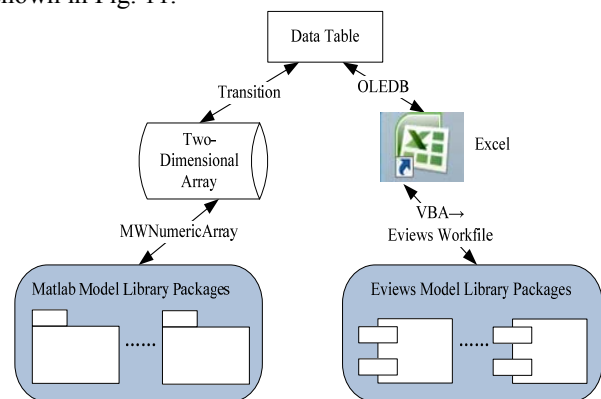 hown in Fig. 11.
Data Table
Transition
OLEDB
Two-
Dimensional
Array
Excel
MWNumericArray
VBA→
Eviews Workfile
Matlab Model Library Packages
Eviews Model Library Packages
......
......